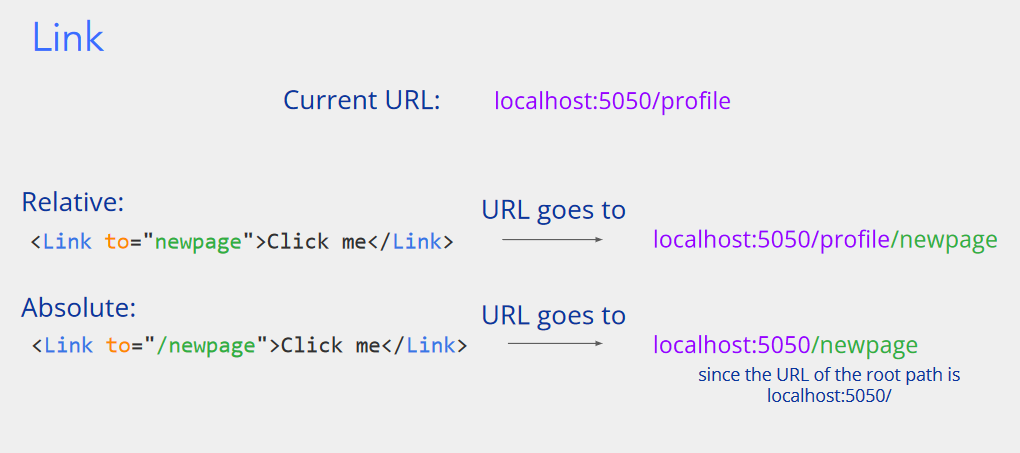 Link
Current URL: localhost:5050/profile
Relative:
<Link to="newpage">Click me</Link>
URL goes to
localhost:5050/profile/newpage
Absolute:
<Link to="/newpage">Click me</Link>
URL goes to
localhost:5050/newpage
since the URL of the root path is
localhost:5050/